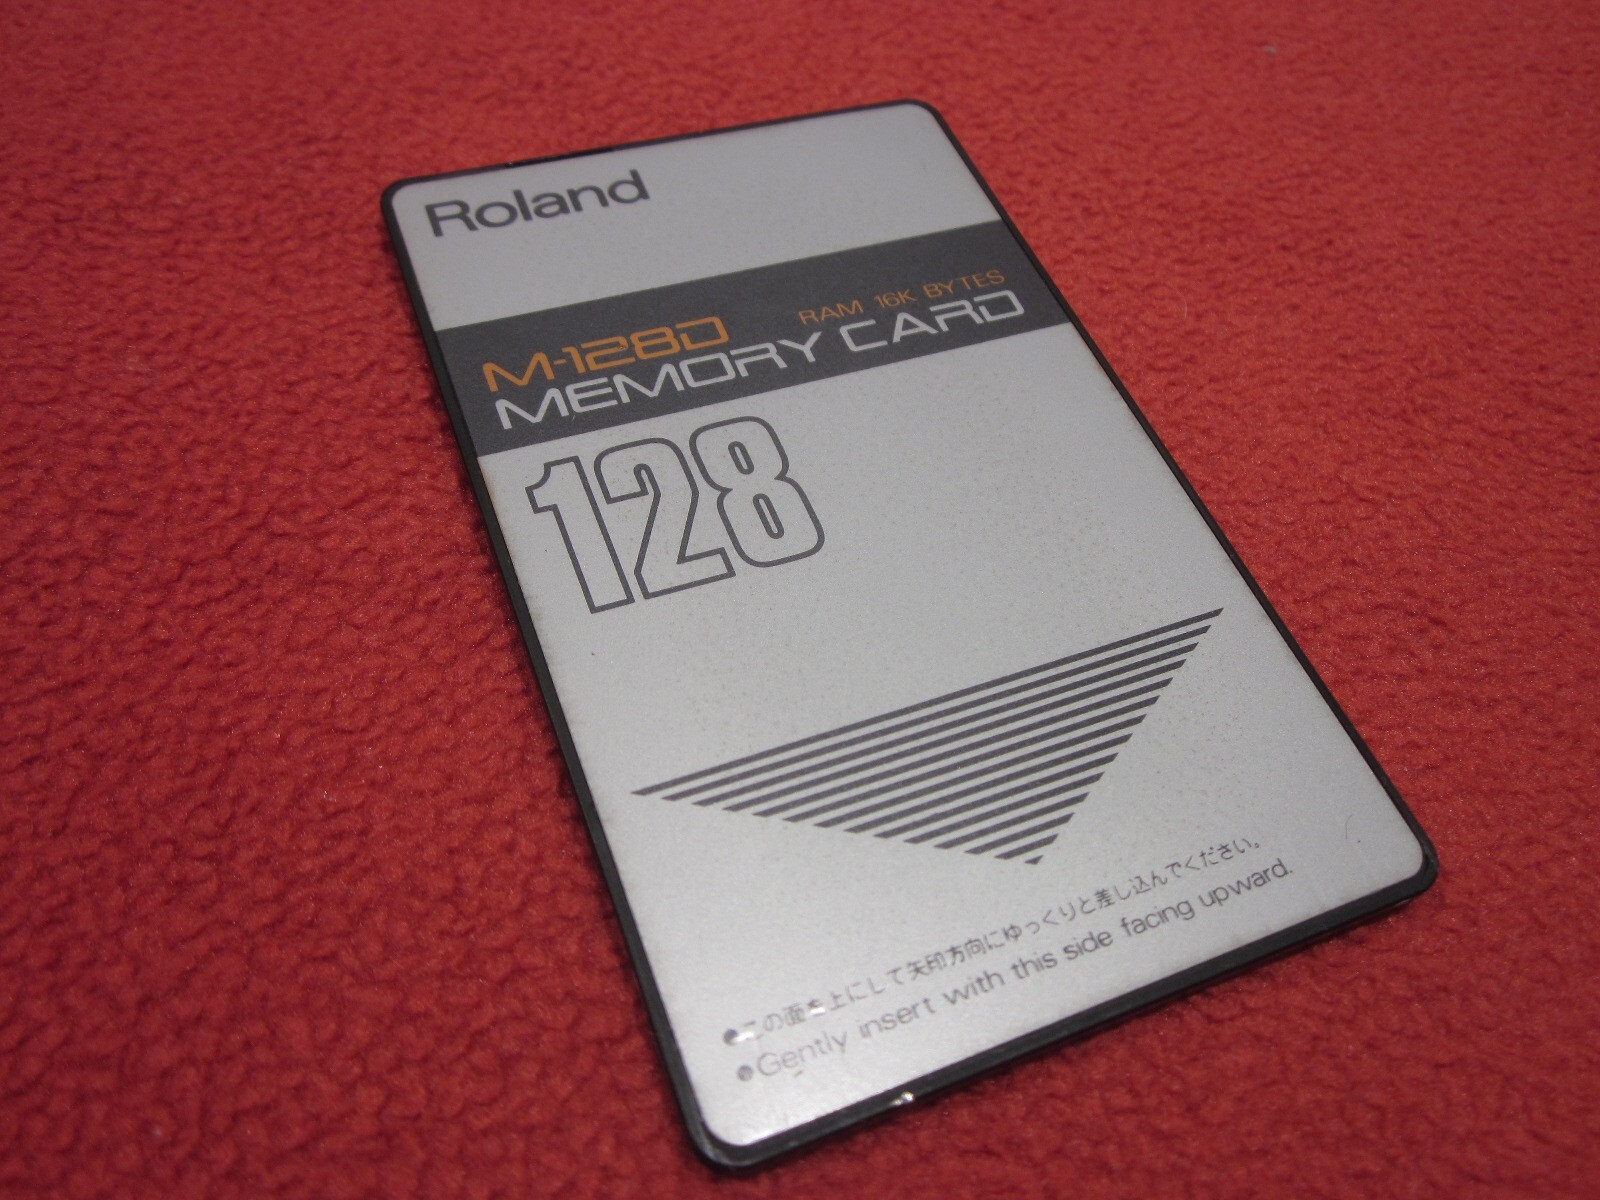 Roland
M-128D RAM 16K BYTES
MEMORY CARD
128
●この面を上にして矢印方向にゆっくりと差し込んでください。
●Gently insert with this side facing upward.